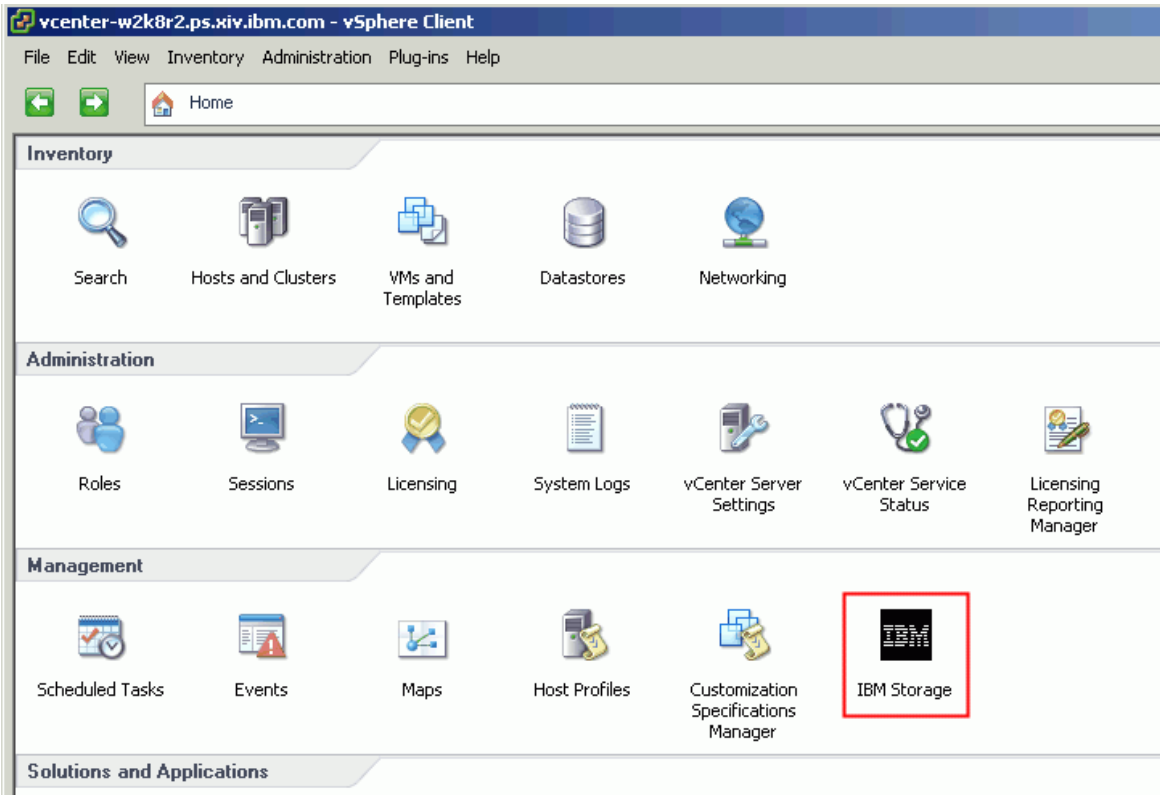 vcenter-w2k8r2.ps.xiv.ibm.com - vSphere Client
File Edit View Inventory Administration Plug-ins Help
Home
Inventory
Search
Hosts and Clusters
VMs and
Templates
Datastores
Networking
Administration
Roles
Sessions
Licensing
System Logs
vCenter Server
Settings
vCenter Service
Status
Licensing
Reporting
Manager
Management
Scheduled Tasks
Events
Maps
Host Profiles
Customization
Specifications
Manager
IBM
IBM Storage
Solutions and Applications